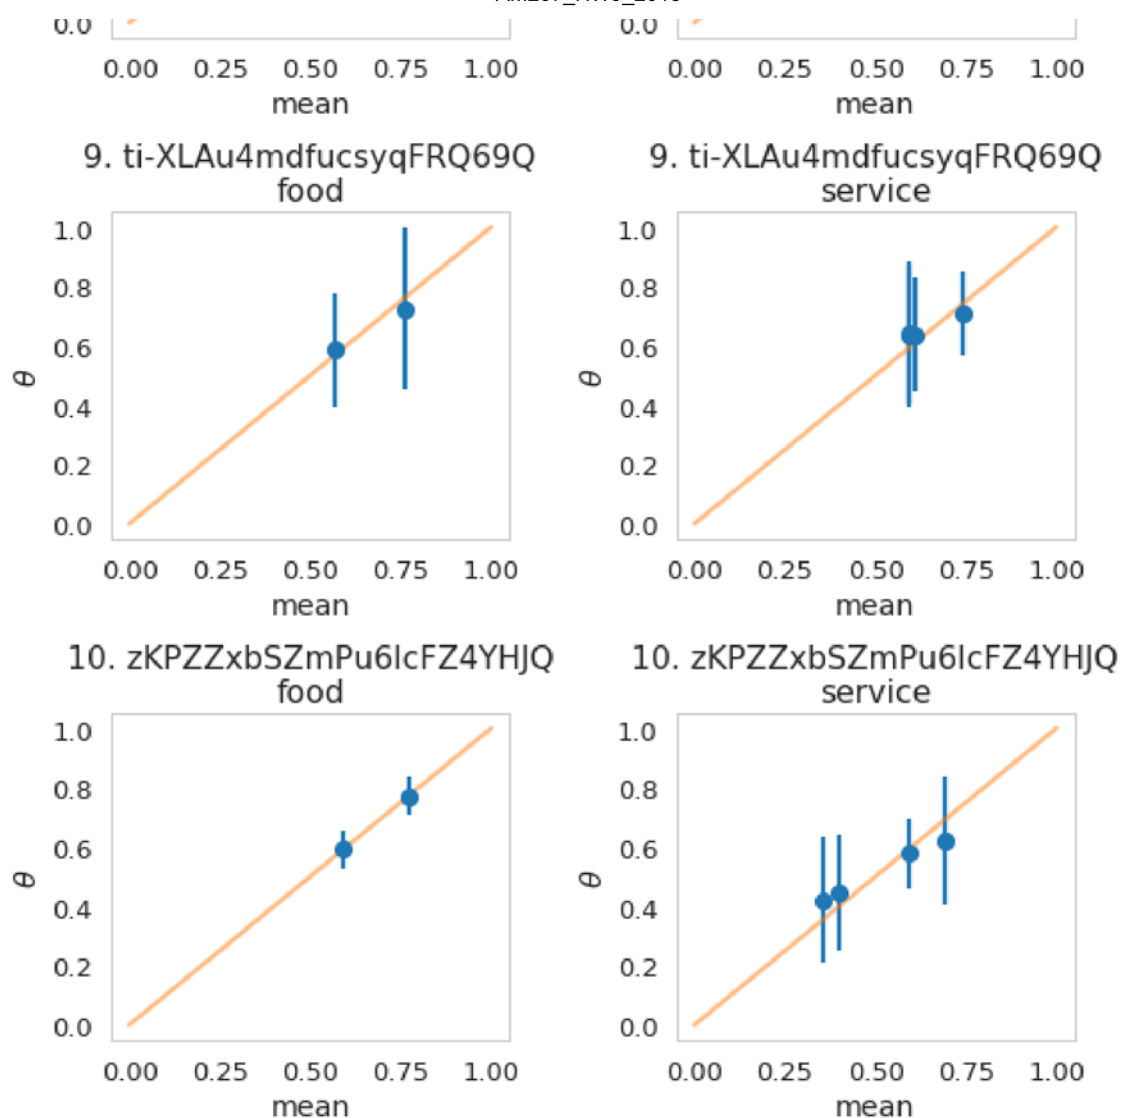 0.0 0.0
0.00 0.25 0.50 0.75 1.00 0.00 0.25 0.50 0.75 1.00
mean mean
9. ti-XLAu4mdfucsyqFRQ69Q 9. ti-XLAu4mdfucsyqFRQ69Q
food service
1.0 1.0
0.8 0.8
0.6 0.6
θ θ
0.4 0.4
0.2 0.2
0.0 0.0
0.00 0.25 0.50 0.75 1.00 0.00 0.25 0.50 0.75 1.00
mean mean
10. zKPZZxbSZmPu6lcFZ4YHJQ 10. zKPZZxbSZmPu6lcFZ4YHJQ
food service
1.0 1.0
0.8 0.8
0.6 0.6
θ θ
0.4 0.4
0.2 0.2
0.0 0.0
0.00 0.25 0.50 0.75 1.00 0.00 0.25 0.50 0.75 1.00
mean mean